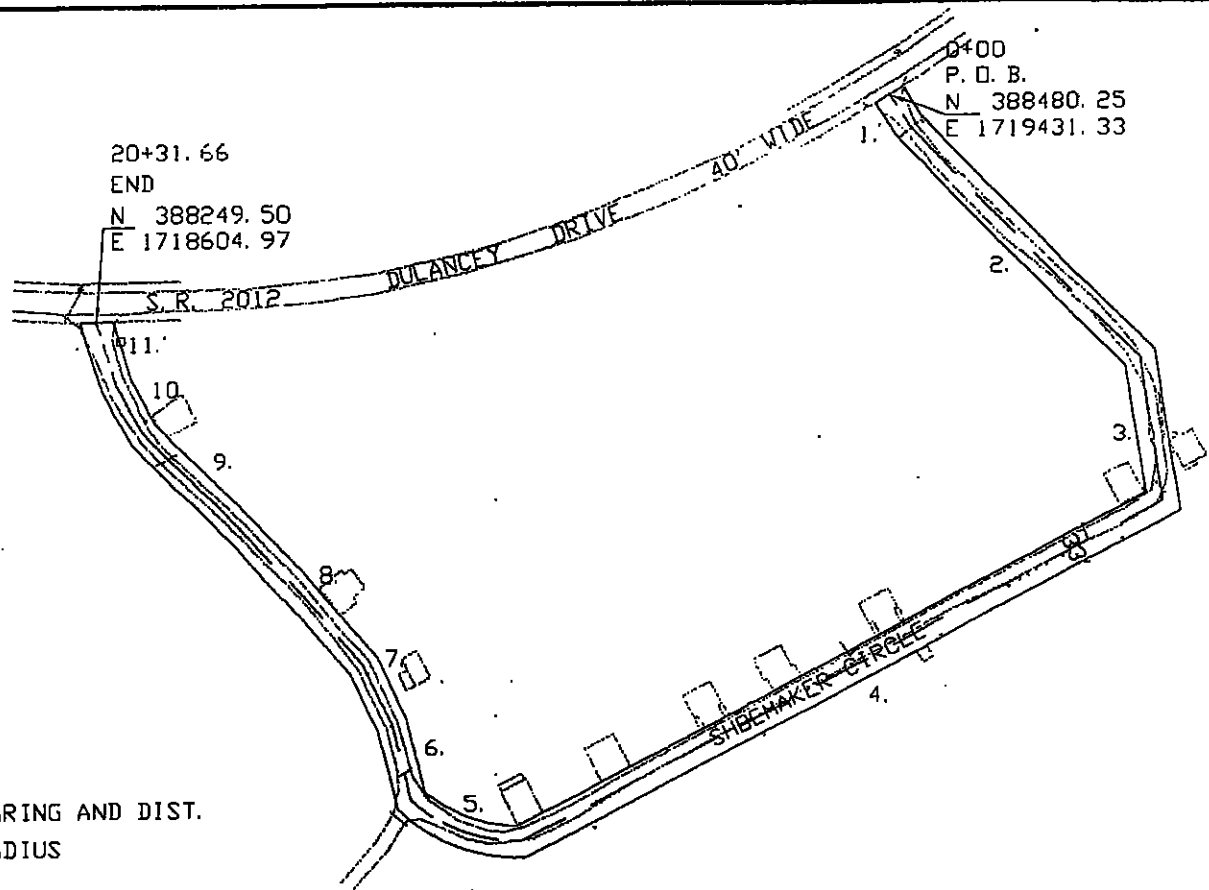 0+00
P. O. B.
N 388480.25
E 1719431.33
20+31.66
END
N 388249.50
E 1718604.97
DULANCEY DRIVE 40' WIDE
S.R. 2012
1.
2.
3.
33'
SHOEMAKER CIRCLE
4.
5.
6.
7.
8.
9.
10.
11.
RING AND DIST.
DIUS